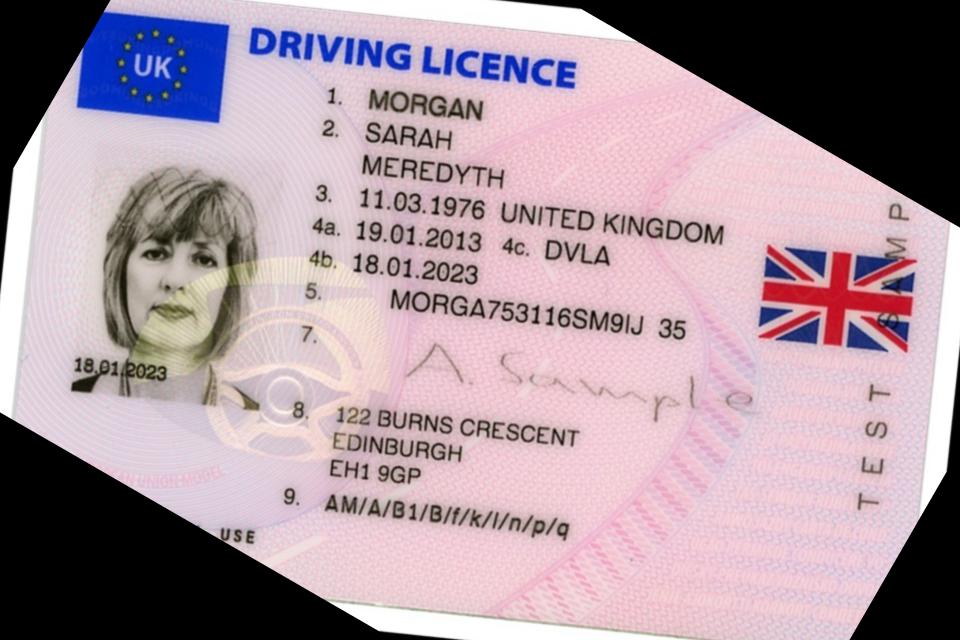 UK
DRIVING LICENCE
1. MORGAN
2. SARAH
MEREDYTH
3. 11.03.1976 UNITED KINGDOM
4a. 19.01.2013 4c. DVLA
4b. 18.01.2023
5. MORGA753116SM9IJ 35
7. A. Sample
18.01.2023
8. 122 BURNS CRESCENT
EDINBURGH
EH1 9GP
9. AM/A/B1/B/f/k/l/n/p/q
UNION MODEL
USE
TEST SAMP